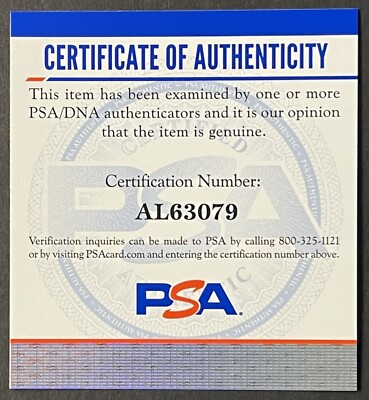 CERTIFICATE OF AUTHENTICITY
This item has been examined by one or more
PSA/DNA authenticators and it is our opinion
that the item is genuine.
Certification Number:
AL63079
Verification inquiries can be made to PSA by calling 800-325-1121
or by visiting PSAcard.com and entering the certification number above.
PSA